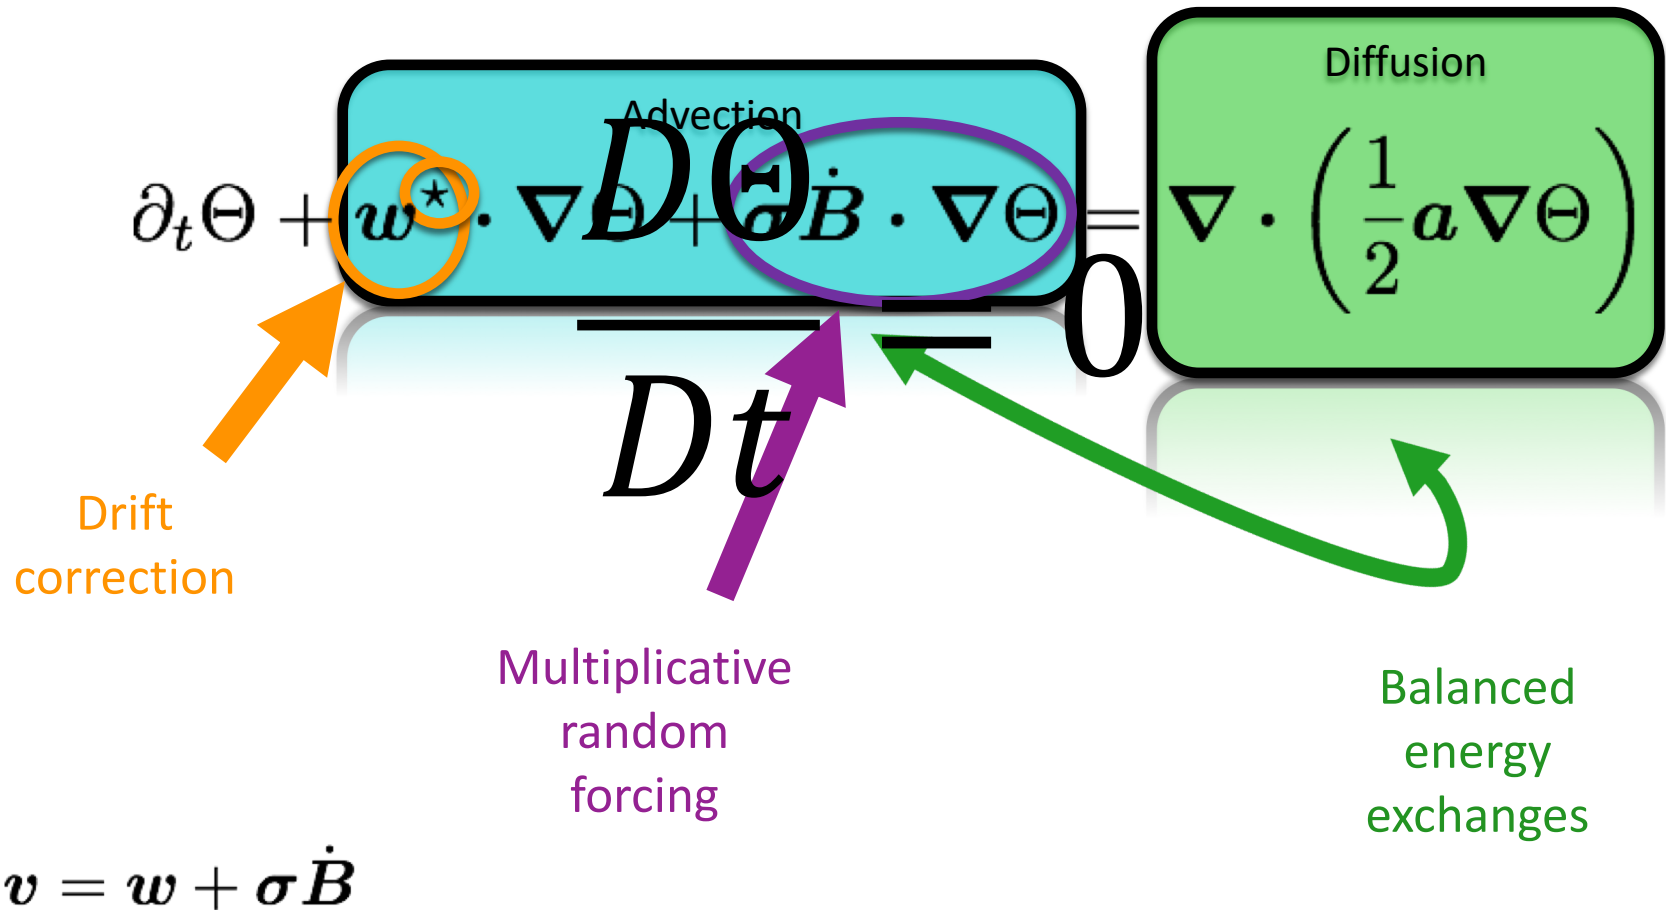 Diffusion
Advection
∂ₜΘ + w⋆ · ∇Θ + σḂ · ∇Θ = ∇ · (1/2 a∇Θ)
DΘ/Dt = 0
Drift
correction
Multiplicative
random
forcing
Balanced
energy
exchanges
v = w + σḂ